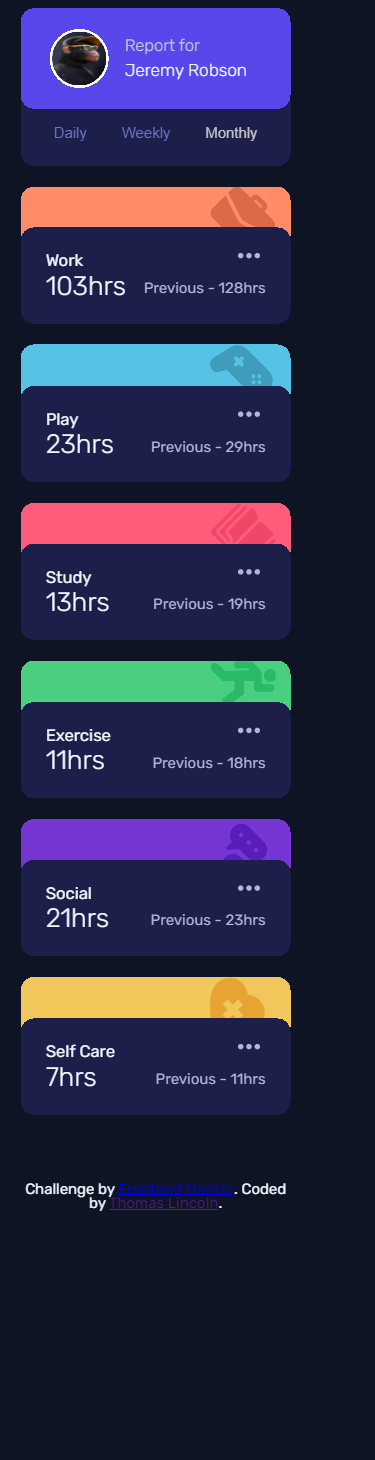 Report for
Jeremy Robson
Daily Weekly Monthly
Work
103hrs Previous - 128hrs
Play
23hrs Previous - 29hrs
Study
13hrs Previous - 19hrs
Exercise
11hrs Previous - 18hrs
Social
21hrs Previous - 23hrs
Self Care
7hrs Previous - 11hrs
Challenge by Frontend Mentor. Coded
by Thomas Lincoln.